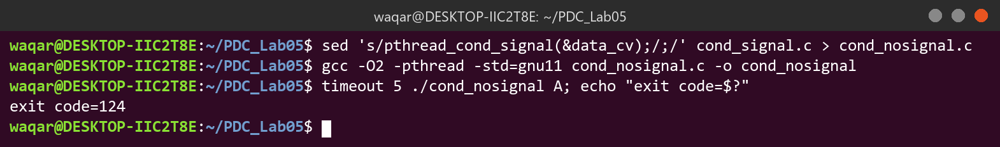 waqar@DESKTOP-IIC2T8E: ~/PDC_Lab05
waqar@DESKTOP-IIC2T8E:~/PDC_Lab05$ sed 's/pthread_cond_signal(&data_cv);/;/' cond_signal.c > cond_nosignal.c
waqar@DESKTOP-IIC2T8E:~/PDC_Lab05$ gcc -O2 -pthread -std=gnu11 cond_nosignal.c -o cond_nosignal
waqar@DESKTOP-IIC2T8E:~/PDC_Lab05$ timeout 5 ./cond_nosignal A; echo "exit code=$?"
exit code=124
waqar@DESKTOP-IIC2T8E:~/PDC_Lab05$